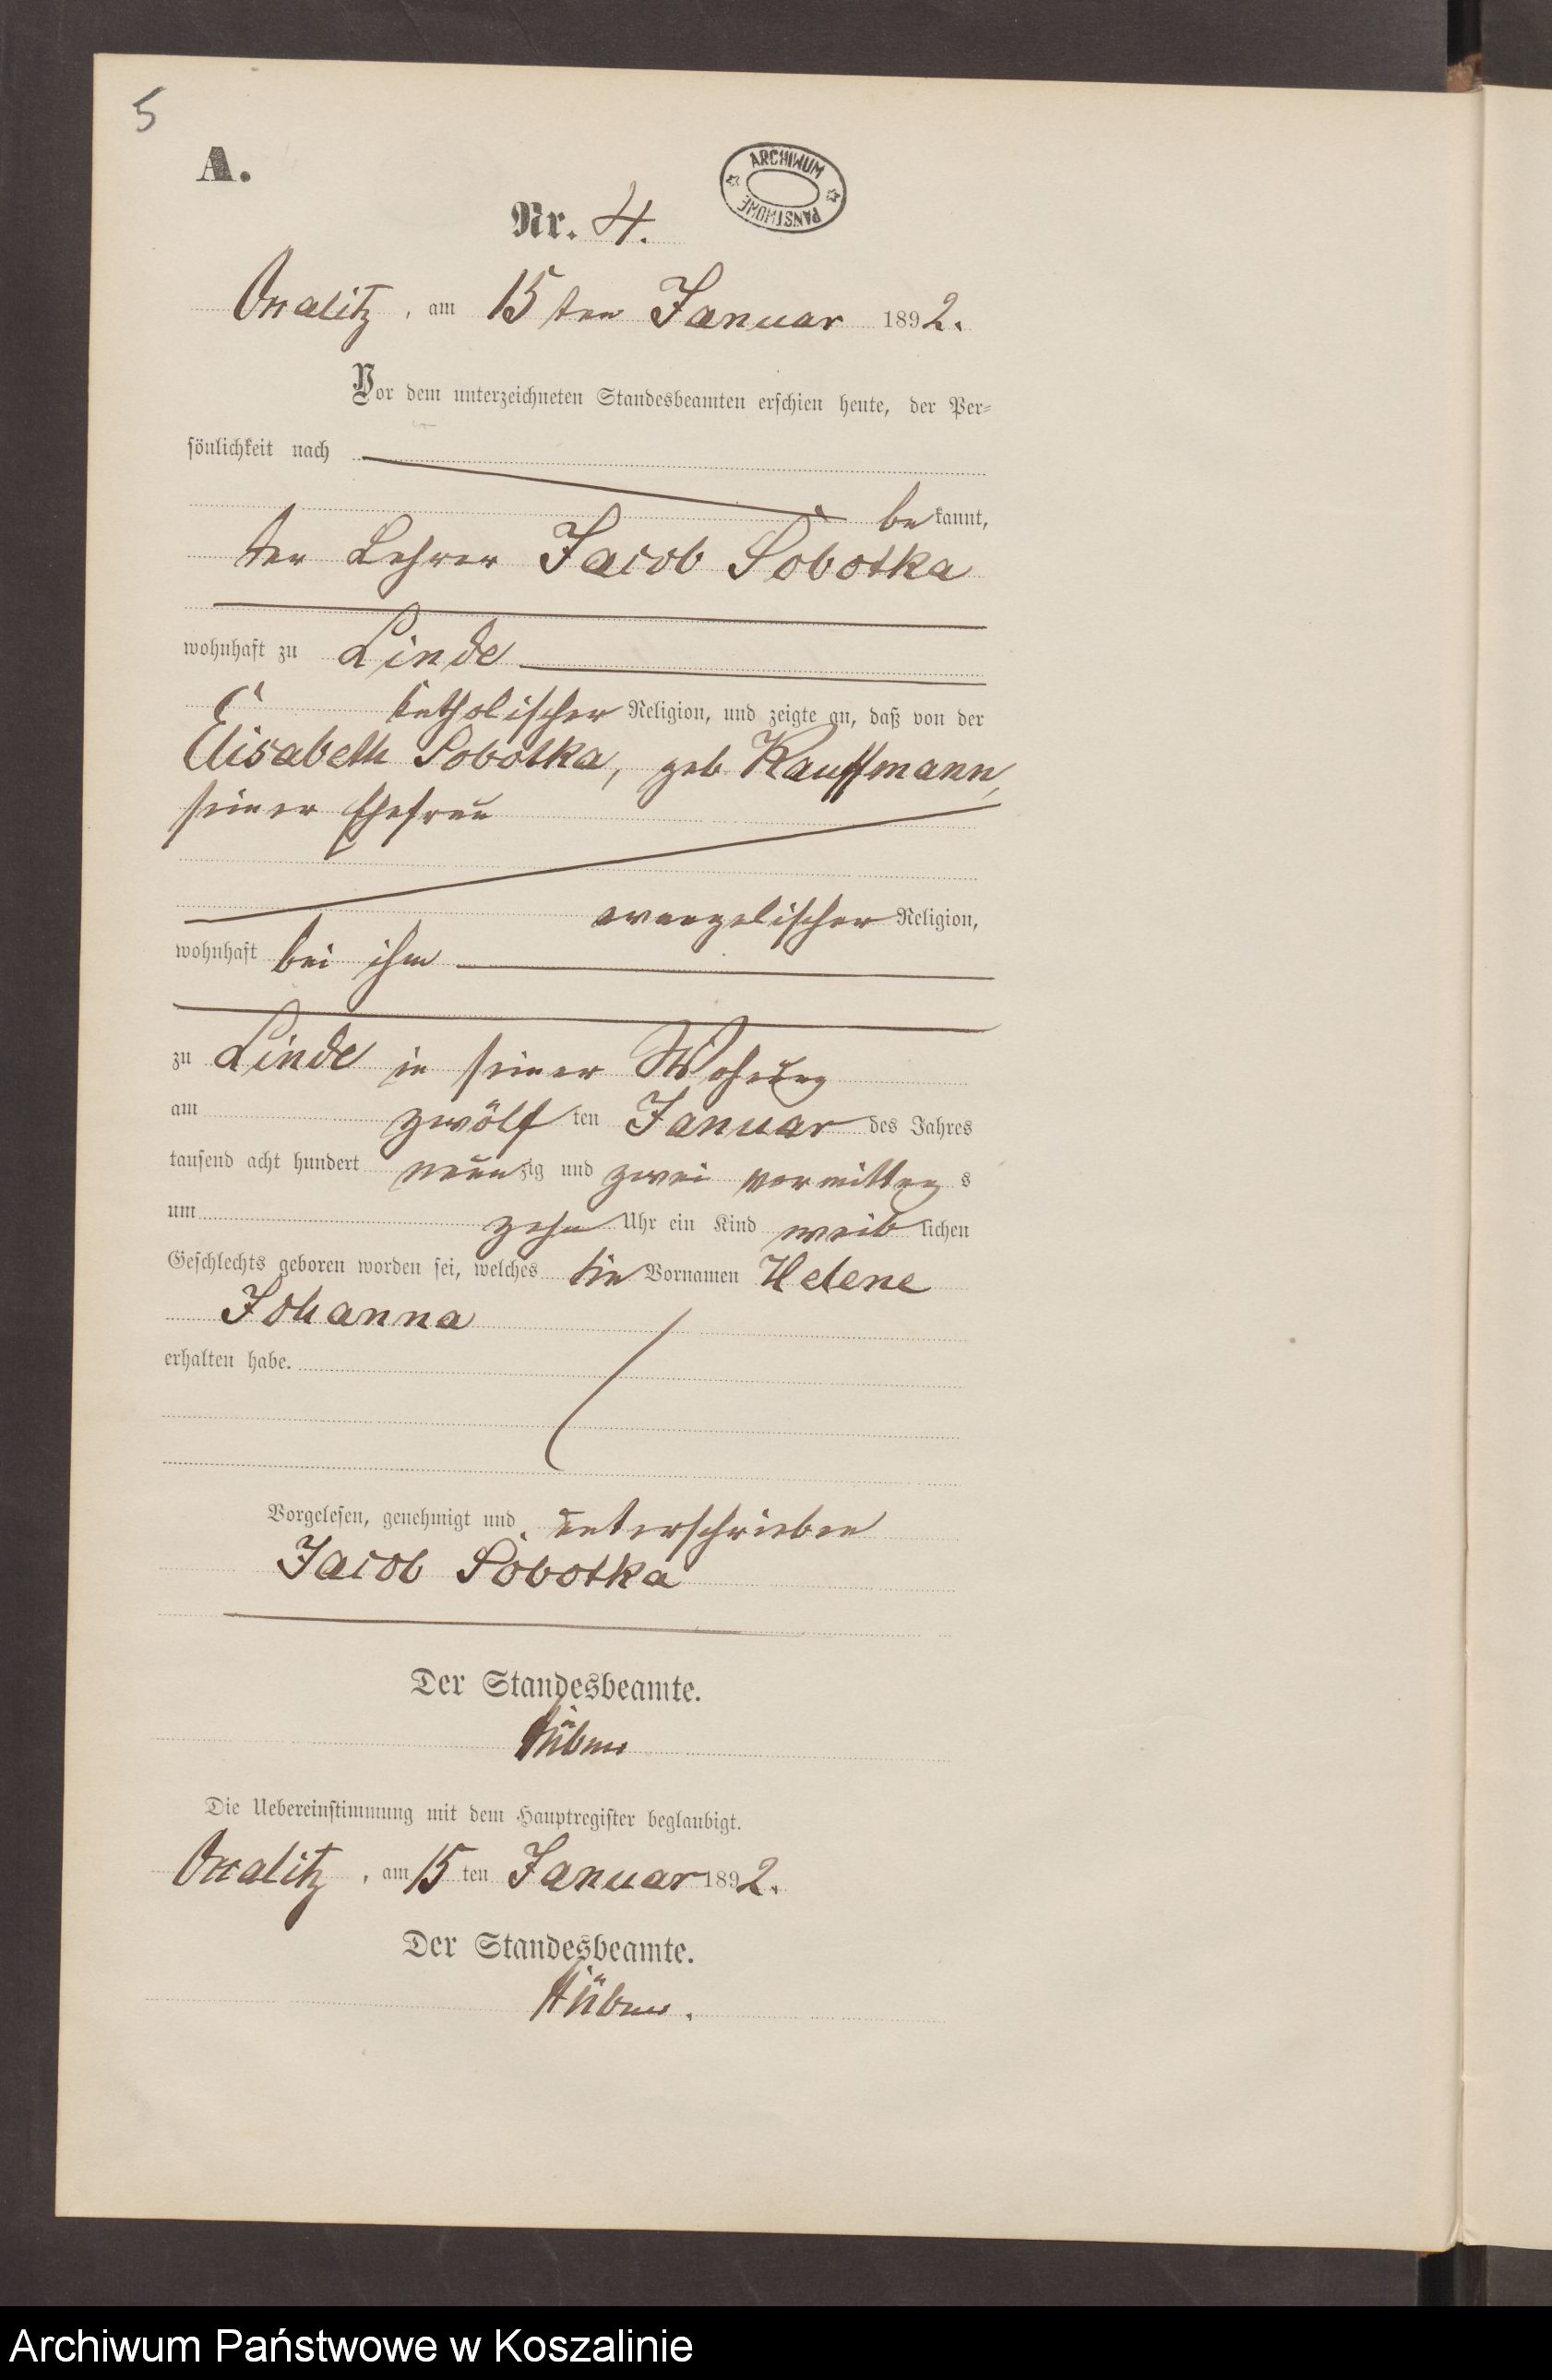 5
A.
ARCHIWUM PAŃSTWOWE
Nr. 4.
am 15ten Januar 1892.
Vor dem unterzeichneten Standesbeamten erschien heute, der Per-
sönlichkeit nach
bekannt,
der Lehrer Jacob Sobotka
wohnhaft zu Linde
katholischer Religion, und zeigte an, daß von der
Elisabeth Sobotka, geb Kauffmann,
seiner Ehefrau
evangelischer Religion,
wohnhaft bei ihm
zu Linde in seiner Wohnung
am zwölften Januar des Jahres
tausend acht hundert neunzig und zwei vormittags
um zehn Uhr ein Kind weiblichen
Geschlechts geboren worden sei, welches die Vornamen Helene
Johanna
erhalten habe.
Vorgelesen, genehmigt und unterschrieben
Jacob Sobotka
Der Standesbeamte.
Die Uebereinstimmung mit dem Hauptregister beglaubigt.
am 15ten Januar 1892.
Der Standesbeamte.
Archiwum Państwowe w Koszalinie